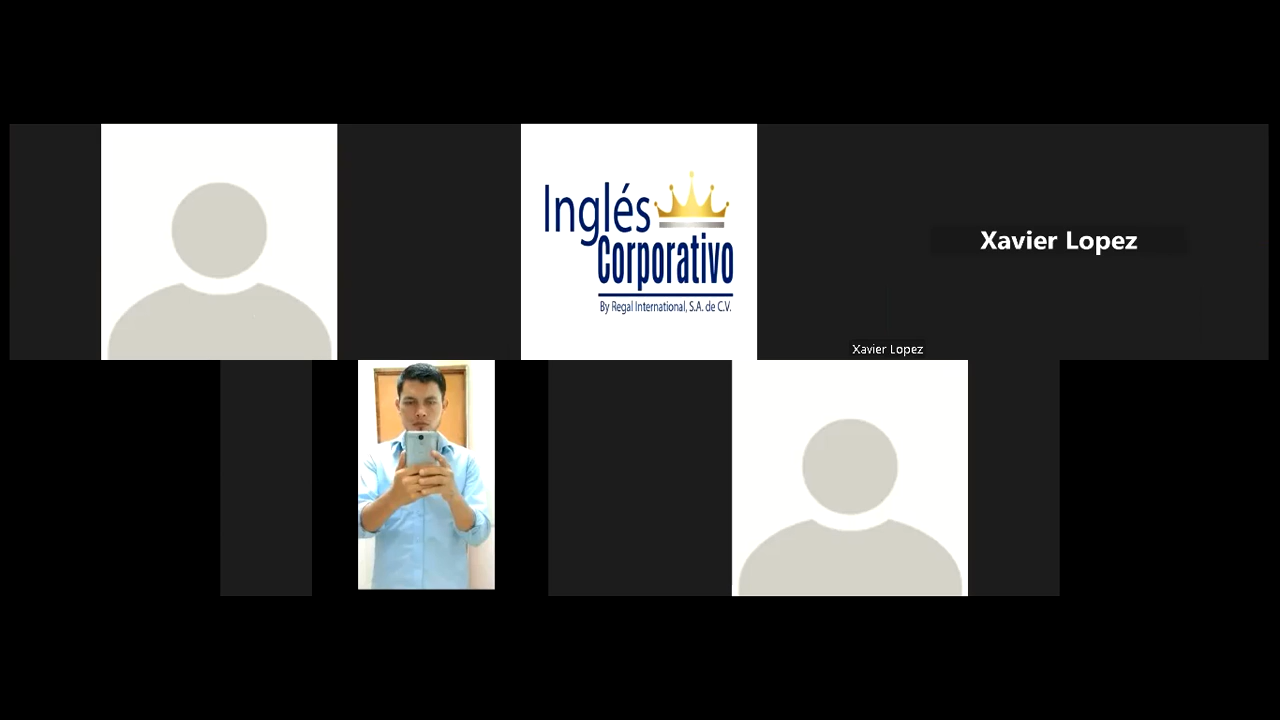 Inglés
Corporativo
By Regal International, S.A. de C.V.
Xavier Lopez
Xavier Lopez